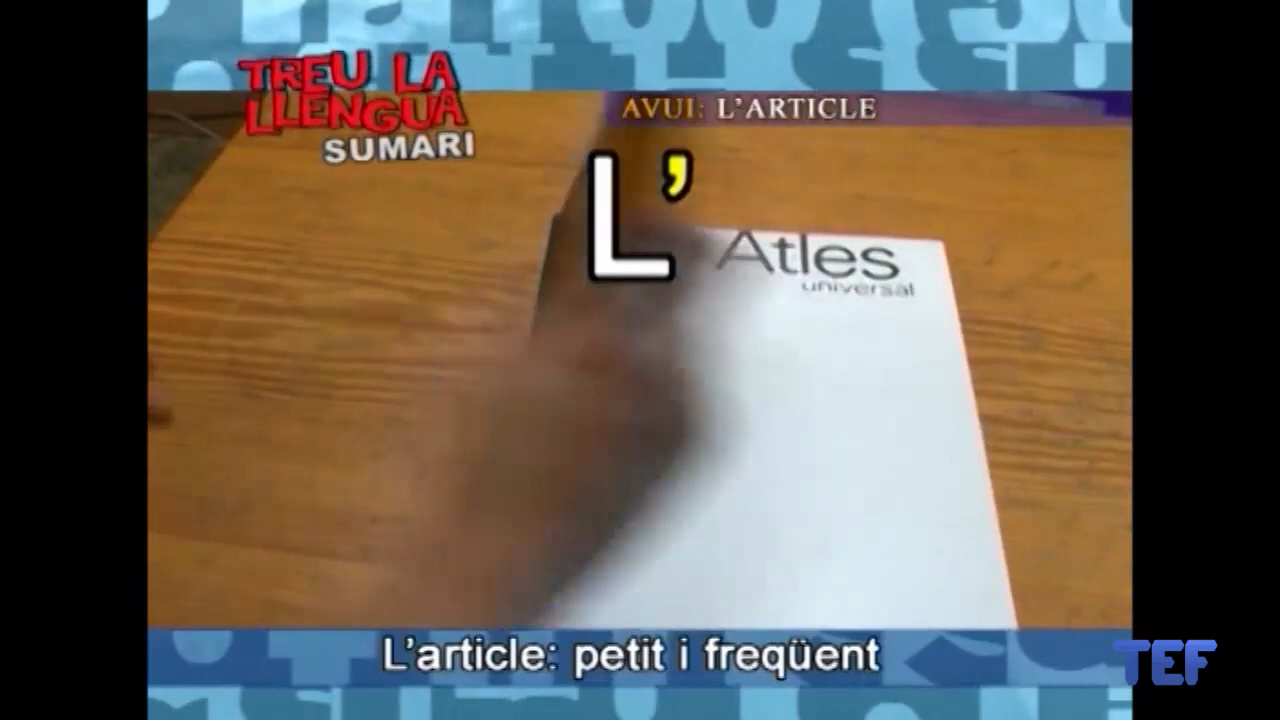 TREU LA
LLENGUA
SUMARI
AVUI: L'ARTICLE
L'
Atles
universal
L'article: petit i freqüent
TEF